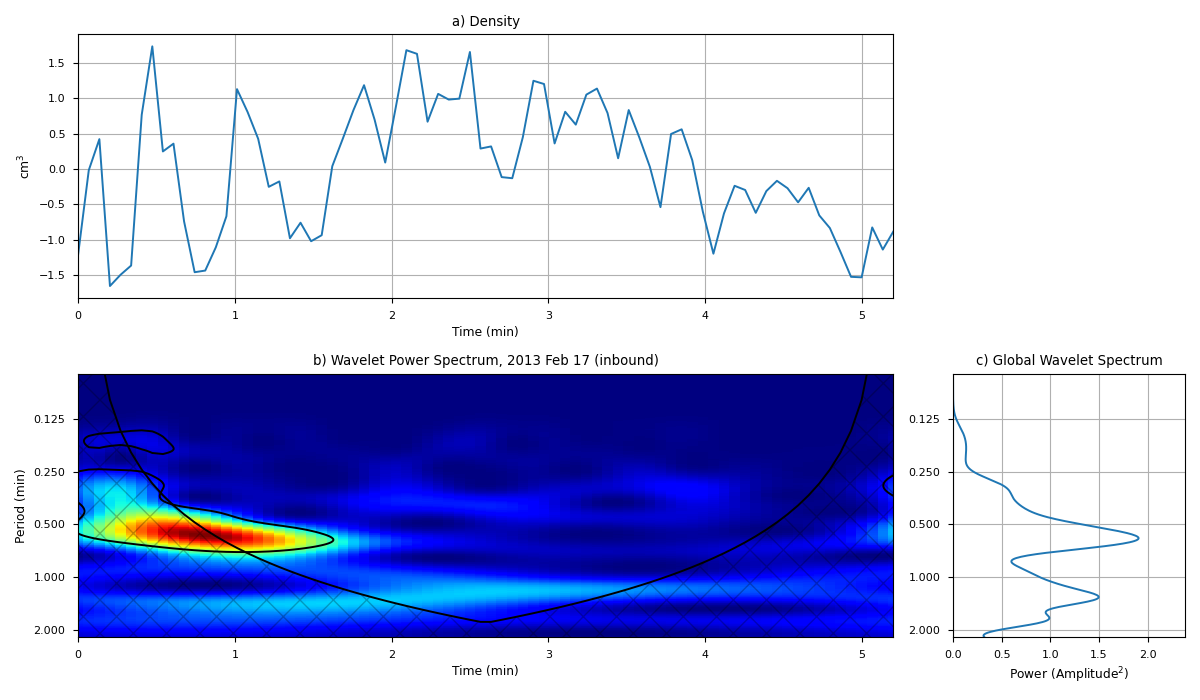 a) Density
cm³
1.5
1.0
0.5
0.0
−0.5
−1.0
−1.5
0 1 2 3 4 5
Time (min)
b) Wavelet Power Spectrum, 2013 Feb 17 (inbound)
Period (min)
0.125
0.250
0.500
1.000
2.000
0 1 2 3 4 5
Time (min)
c) Global Wavelet Spectrum
0.125
0.250
0.500
1.000
2.000
0.0 0.5 1.0 1.5 2.0
Power (Amplitude²)